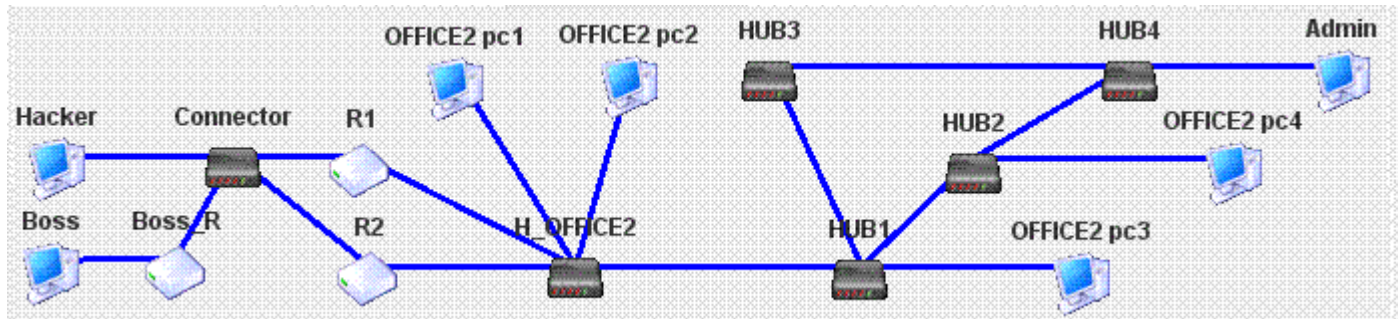 OFFICE2 pc1
OFFICE2 pc2
HUB3
HUB4
Admin
Hacker
Connector
R1
HUB2
OFFICE2 pc4
Boss
Boss_R
R2
H_OFFICE2
HUB1
OFFICE2 pc3